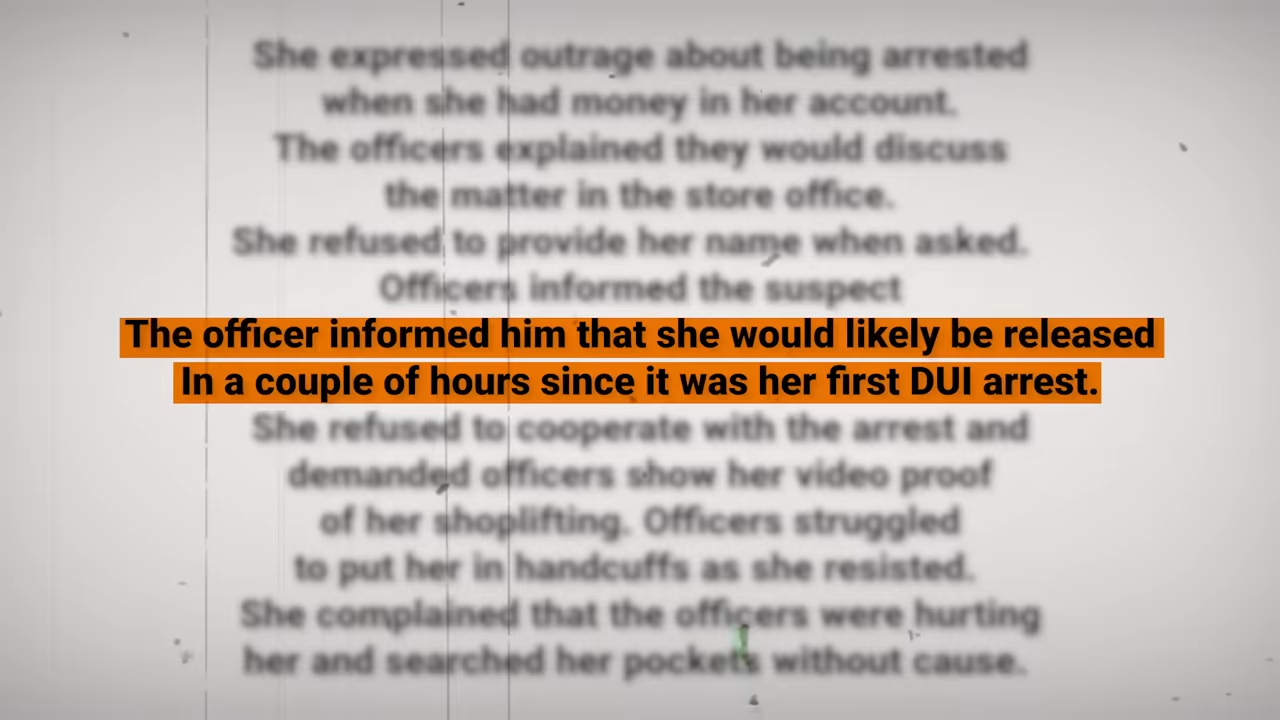 She expressed outrage about being arrested
when she had money in her account.
The officers explained they would discuss
the matter in the store office.
She refused to provide her name when asked.
Officers informed the suspect
The officer informed him that she would likely be released
In a couple of hours since it was her first DUI arrest.
She refused to cooperate with the arrest and
demanded officers show her video proof
of her shoplifting. Officers struggled
to put her in handcuffs as she resisted.
She complained that the officers were hurting
her and searched her pockets without cause.